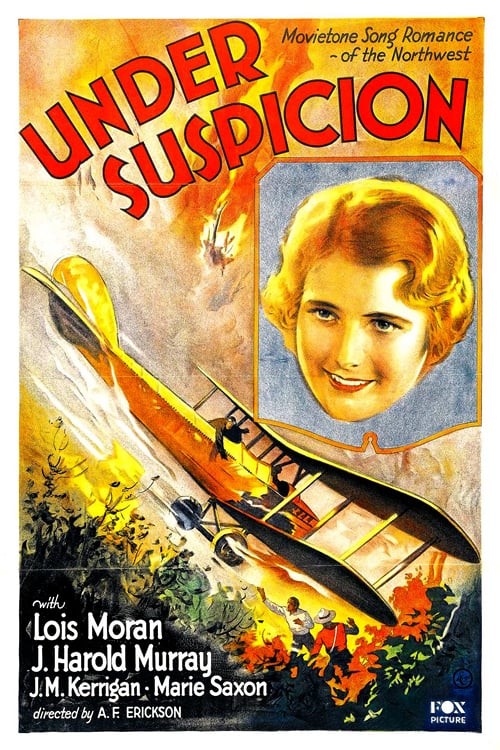 UNDER
SUSPICION
Movietone Song Romance
~ of the Northwest
with
Lois Moran
J. Harold Murray
J.M. Kerrigan · Marie Saxon
directed by A. F. ERICKSON
FOX
PICTURE